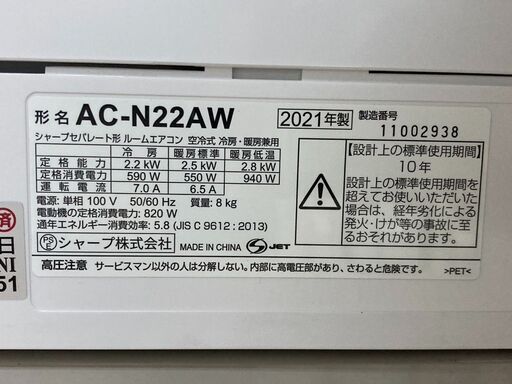 形名 AC-N22AW 2021年製 製造番号 11002938
シャープセパレート形 ルームエアコン 空冷式 冷房・暖房兼用
冷房 暖房標準 暖房低温
定格能力 2.2 kW 2.5 kW 2.8 kW
定格消費電力 590 W 550 W 940 W
運転電流 7.0 A 6.5 A
電源: 単相 100 V 50/60 Hz 質量: 8 kg
電動機の定格消費電力: 820 W
通年エネルギー消費効率: 5.8 (JIS C 9612 : 2013)
PSE シャープ株式会社 MADE IN CHINA S JET
【設計上の標準使用期間】
10年
設計上の標準使用期間を
超えてお使いいただいた
場合は、経年劣化による
発火・けが等の事故に至
るおそれがあります。
高圧注意 サービスマン以外の人は分解しない。内部に高電圧部があり、さわると危険です。
>PET<
済
日
NI
51